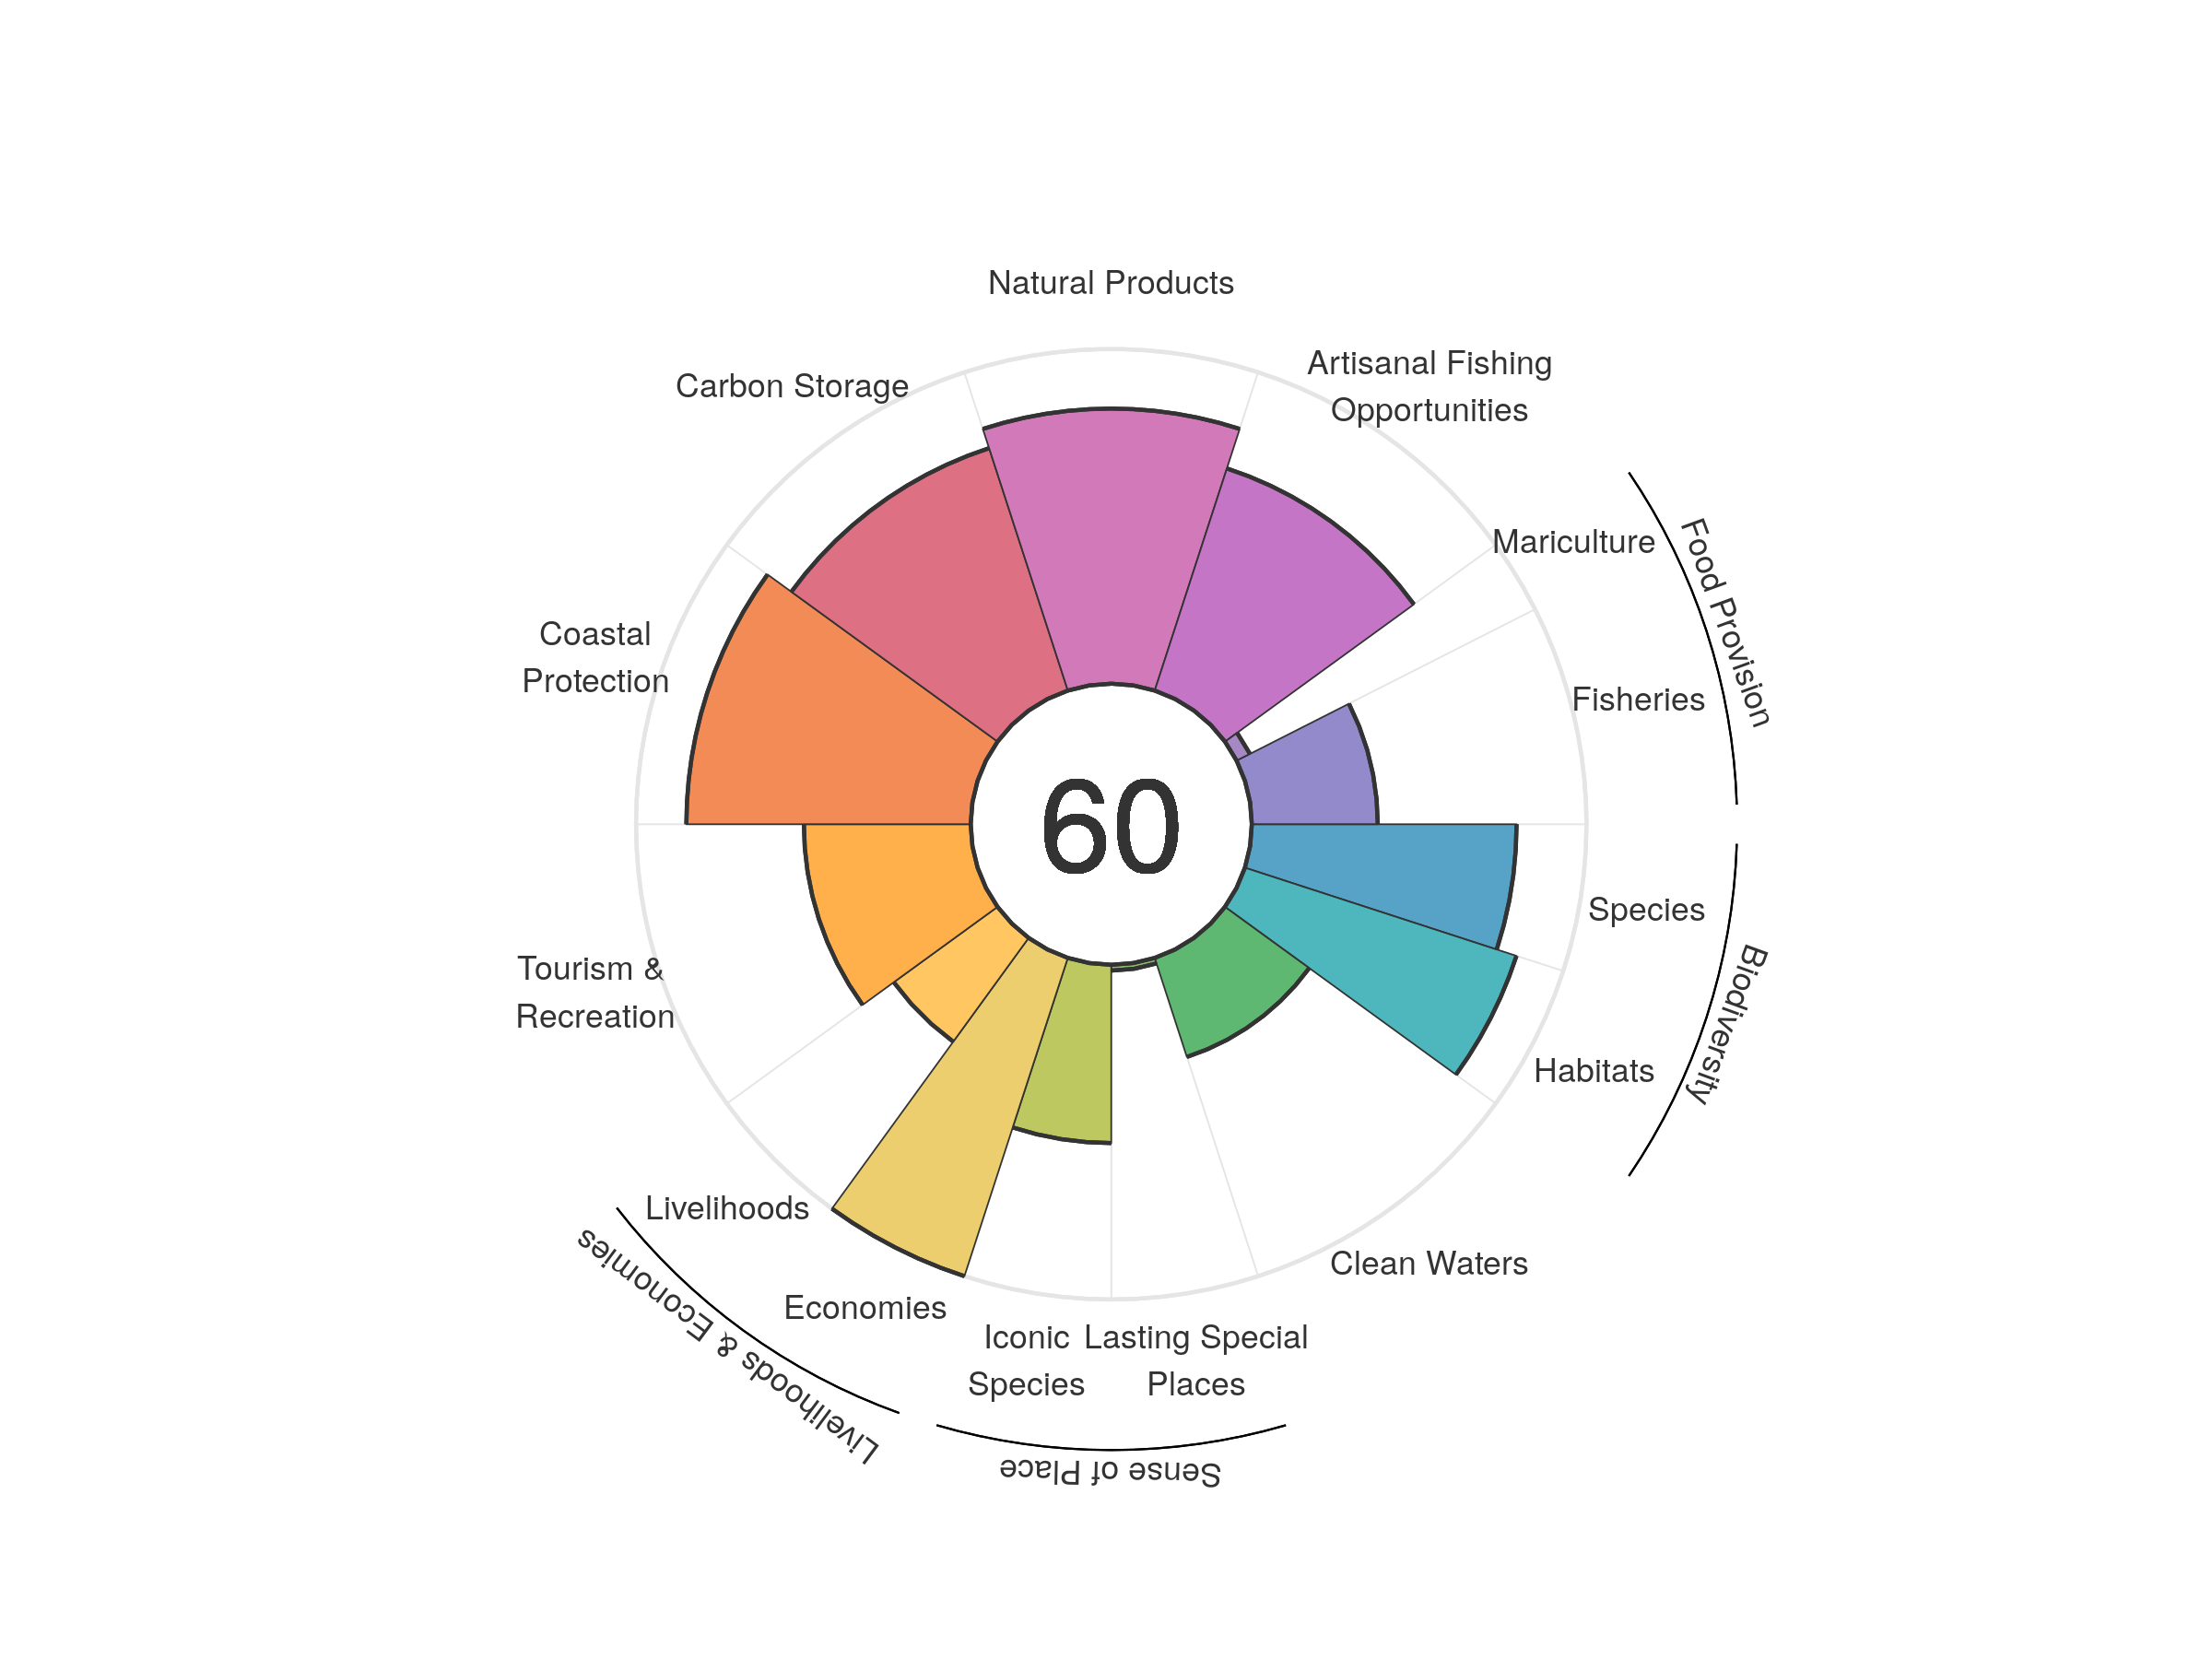 Natural Products
Artisanal Fishing
Opportunities
Carbon Storage
Mariculture
Food Provision
Coastal
Protection
Fisheries
60
Species
Biodiversity
Tourism &
Recreation
Habitats
Livelihoods
Clean Waters
Livelihoods & Economies
Economies
Iconic
Species
Lasting Special
Places
Sense of Place